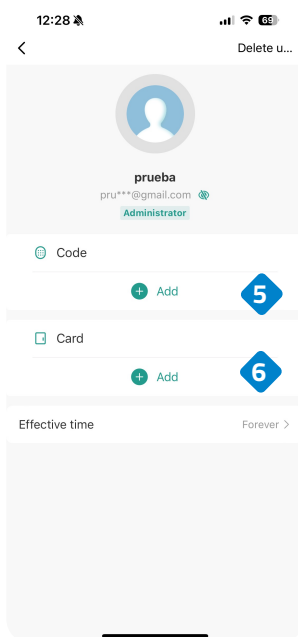 12:28 69
Delete u...
prueba
pru***@gmail.com
Administrator
Code
Add
5
Card
Add
6
Effective time Forever